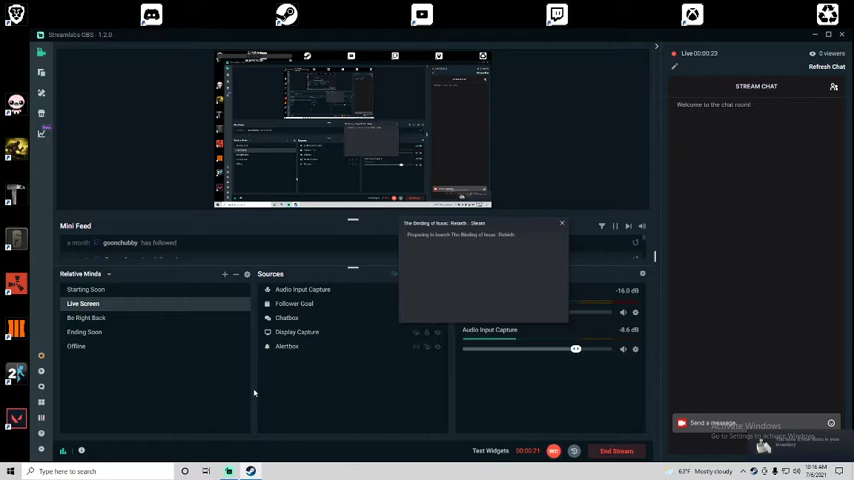 Streamlabs OBS - 1.2.0
Live 00:00:23
0 viewers
Refresh Chat
STREAM CHAT
Welcome to the chat room!
Mini Feed
a month goonchubby has followed
The Binding of Isaac: Rebirth - Steam
Preparing to launch The Binding of Isaac: Rebirth
Relative Minds
Starting Soon
Live Screen
Be Right Back
Ending Soon
Offline
Sources
Audio Input Capture
Follower Goal
Chatbox
Display Capture
Alertbox
-16.0 dB
Audio Input Capture
-8.6 dB
Send a message
Activate Windows
Go to Settings to activate Windows.
inventory
Test Widgets
00:00:21
REC
End Stream
Type here to search
63°F Mostly cloudy
10:16 AM
7/6/2021